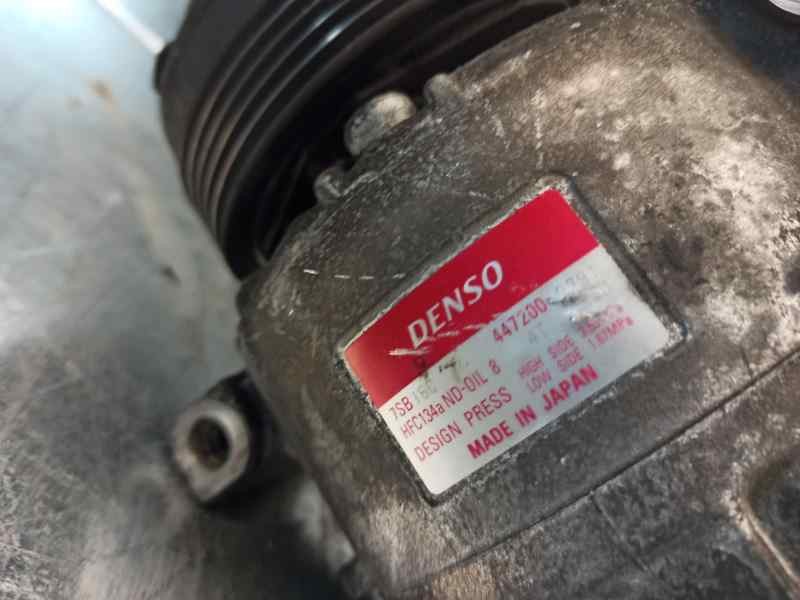 DENSO
447200
7SB
HFC134a ND-OIL 8
DESIGN PRESS HIGH SIDE
LOW SIDE 1.67MPa
MADE IN JAPAN